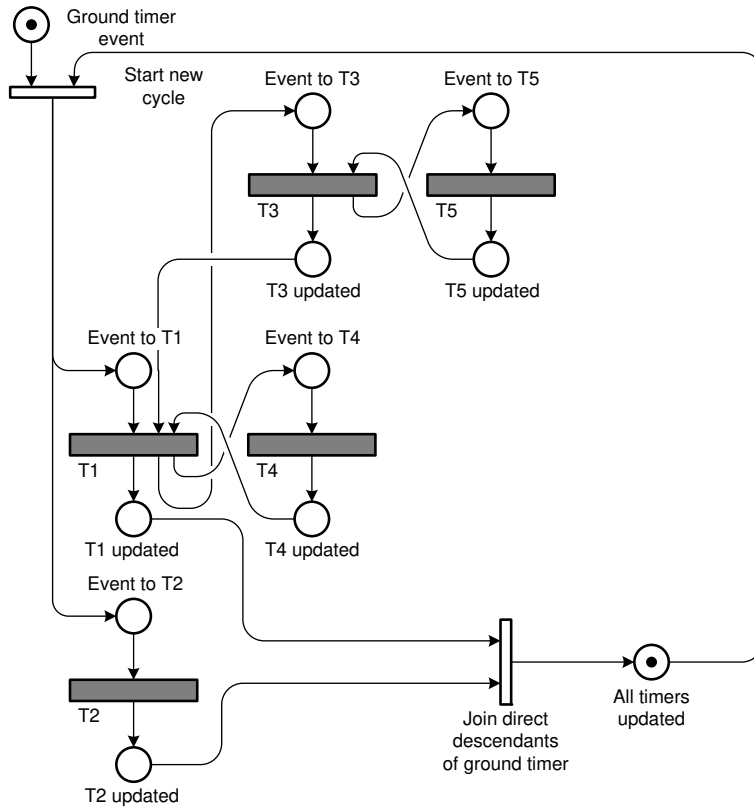 Ground timer
event
Start new
cycle
Event to T3
Event to T5
T3
T5
T3 updated
T5 updated
Event to T1
Event to T4
T1
T4
T1 updated
T4 updated
Event to T2
T2
T2 updated
Join direct
descendants
of ground timer
All timers
updated